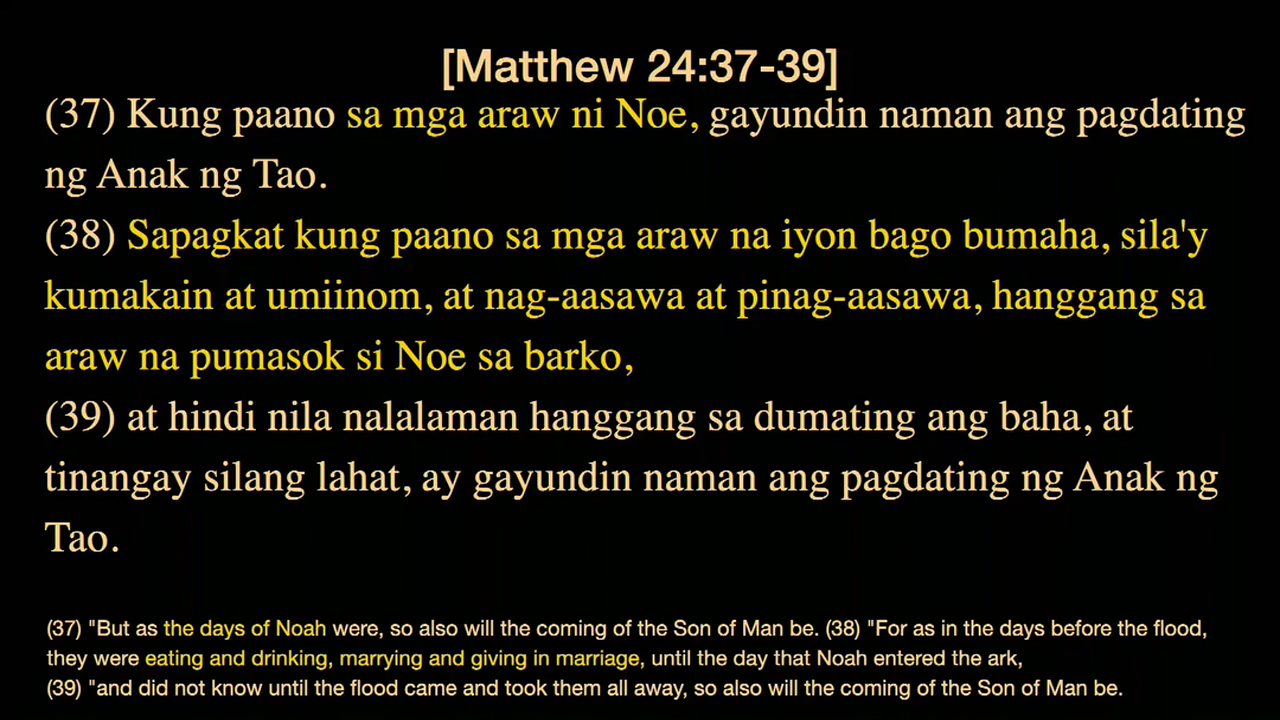 [Matthew 24:37-39]
(37) Kung paano sa mga araw ni Noe, gayundin naman ang pagdating
ng Anak ng Tao.
(38) Sapagkat kung paano sa mga araw na iyon bago bumaha, sila'y
kumakain at umiinom, at nag-aasawa at pinag-aasawa, hanggang sa
araw na pumasok si Noe sa barko,
(39) at hindi nila nalalaman hanggang sa dumating ang baha, at
tinangay silang lahat, ay gayundin naman ang pagdating ng Anak ng
Tao.
(37) "But as the days of Noah were, so also will the coming of the Son of Man be. (38) "For as in the days before the flood,
they were eating and drinking, marrying and giving in marriage, until the day that Noah entered the ark,
(39) "and did not know until the flood came and took them all away, so also will the coming of the Son of Man be.